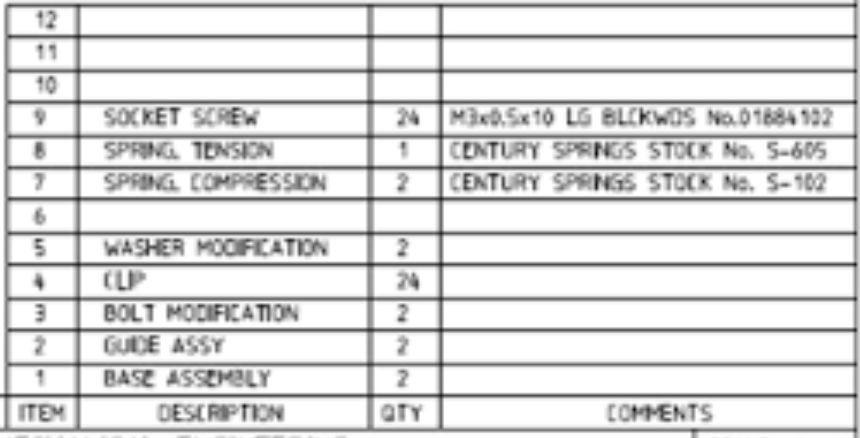 12
11
10
9 SOCKET SCREW 24 M3x0.5x10 LG BLCKWDS No.01884102
8 SPRING, TENSION 1 CENTURY SPRINGS STOCK No. S-605
7 SPRING, COMPRESSION 2 CENTURY SPRINGS STOCK No. S-102
6
5 WASHER MODIFICATION 2
4 CLIP 24
3 BOLT MODIFICATION 2
2 GUIDE ASSY 2
1 BASE ASSEMBLY 2
ITEM DESCRIPTION QTY COMMENTS